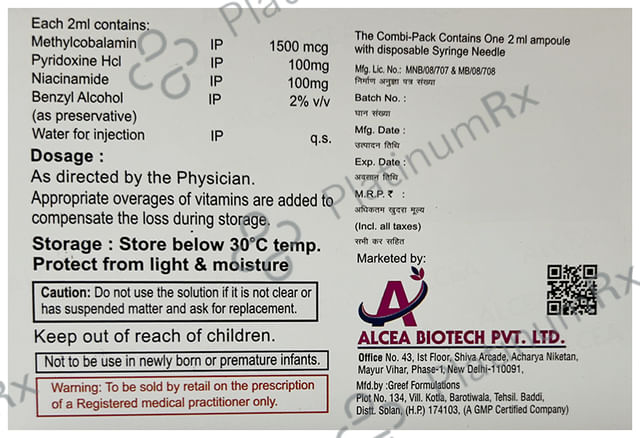 Each 2ml contains:
Methylcobalamin IP 1500 mcg
Pyridoxine Hcl IP 100mg
Niacinamide IP 100mg
Benzyl Alcohol IP 2% v/v
(as preservative)
Water for injection IP q.s.
Dosage :
As directed by the Physician.
Appropriate overages of vitamins are added to
compensate the loss during storage.
Storage : Store below 30°C temp.
Protect from light & moisture
Caution: Do not use the solution if it is not clear or
has suspended matter and ask for replacement.
Keep out of reach of children.
Not to be use in newly born or premature infants.
Warning: To be sold by retail on the prescription
of a Registered medical practitioner only.
The Combi-Pack Contains One 2 ml ampoule
with disposable Syringe Needle
Mfg. Lic. No.: MNB/08/707 & MB/08/708
निर्माण अनुज्ञा पत्र संख्या
Batch No. :
घान संख्या
Mfg. Date :
उत्पादन तिथि
Exp. Date :
अवसान तिथि
M.R.P. ₹ :
अधिकतम खुदरा मूल्य
(Incl. all taxes)
सभी कर सहित
Marketed by:
ALCEA BIOTECH PVT. LTD.
Office No. 43, Ist Floor, Shiva Arcade, Acharya Niketan,
Mayur Vihar, Phase-1, New Delhi-110091,
Mfd.by :Greef Formulations
Plot No. 134, Vill. Kotla, Barotiwala, Tehsil. Baddi,
Distt. Solan, (H.P.) 174103, (A GMP Certified Company)
PlatinumRx
PlatinumRx
PlatinumRx
Rx